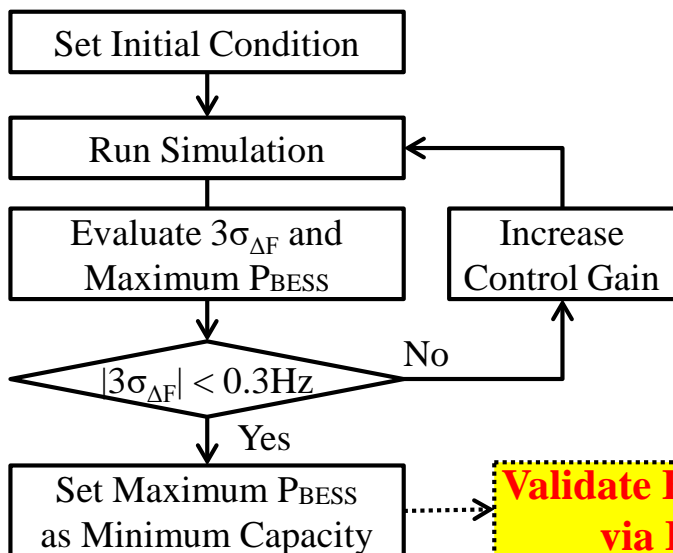 Set Initial Condition
Run Simulation
Evaluate 3σΔF and
Maximum PBESS
Increase
Control Gain
No
|3σΔF| < 0.3Hz
Yes
Set Maximum PBESS
as Minimum Capacity
Validate
via